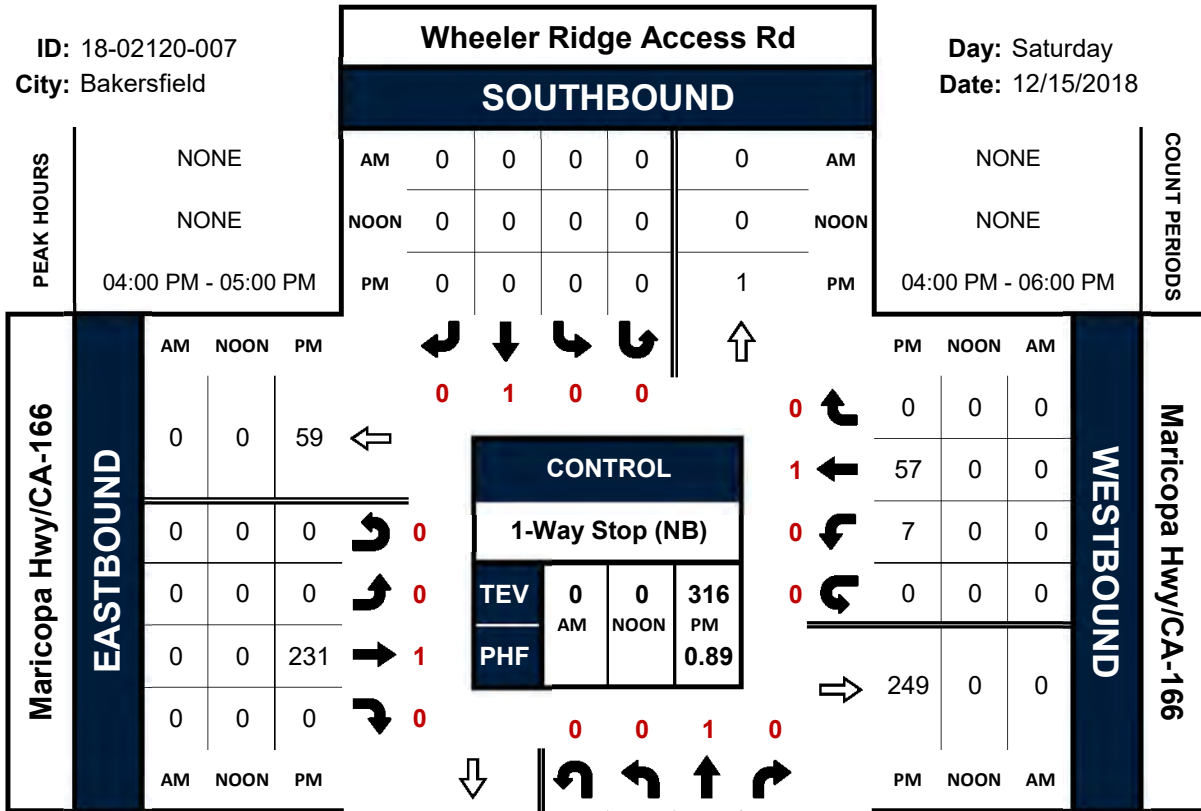 ID: 18-02120-007
City: Bakersfield
Wheeler Ridge Access Rd
Day: Saturday
Date: 12/15/2018
SOUTHBOUND
PEAK HOURS
NONE
NONE
04:00 PM - 05:00 PM
AM 0 0 0 0 0 AM
NOON 0 0 0 0 0 NOON
PM 0 0 0 0 1 PM
NONE
NONE
04:00 PM - 06:00 PM
COUNT PERIODS
0 1 0 0
Maricopa Hwy/CA-166
EASTBOUND
AM NOON PM
0 0 59
0 0 0 0
0 0 0 0
0 0 231 1
0 0 0 0
AM NOON PM
CONTROL
1-Way Stop (NB)
TEV 0 0 316
AM NOON PM
PHF 0.89
PM NOON AM
0 0 0 0
1 57 0 0
0 7 0 0
0 0 0 0
249 0 0
PM NOON AM
WESTBOUND
Maricopa Hwy/CA-166
0 0 1 0